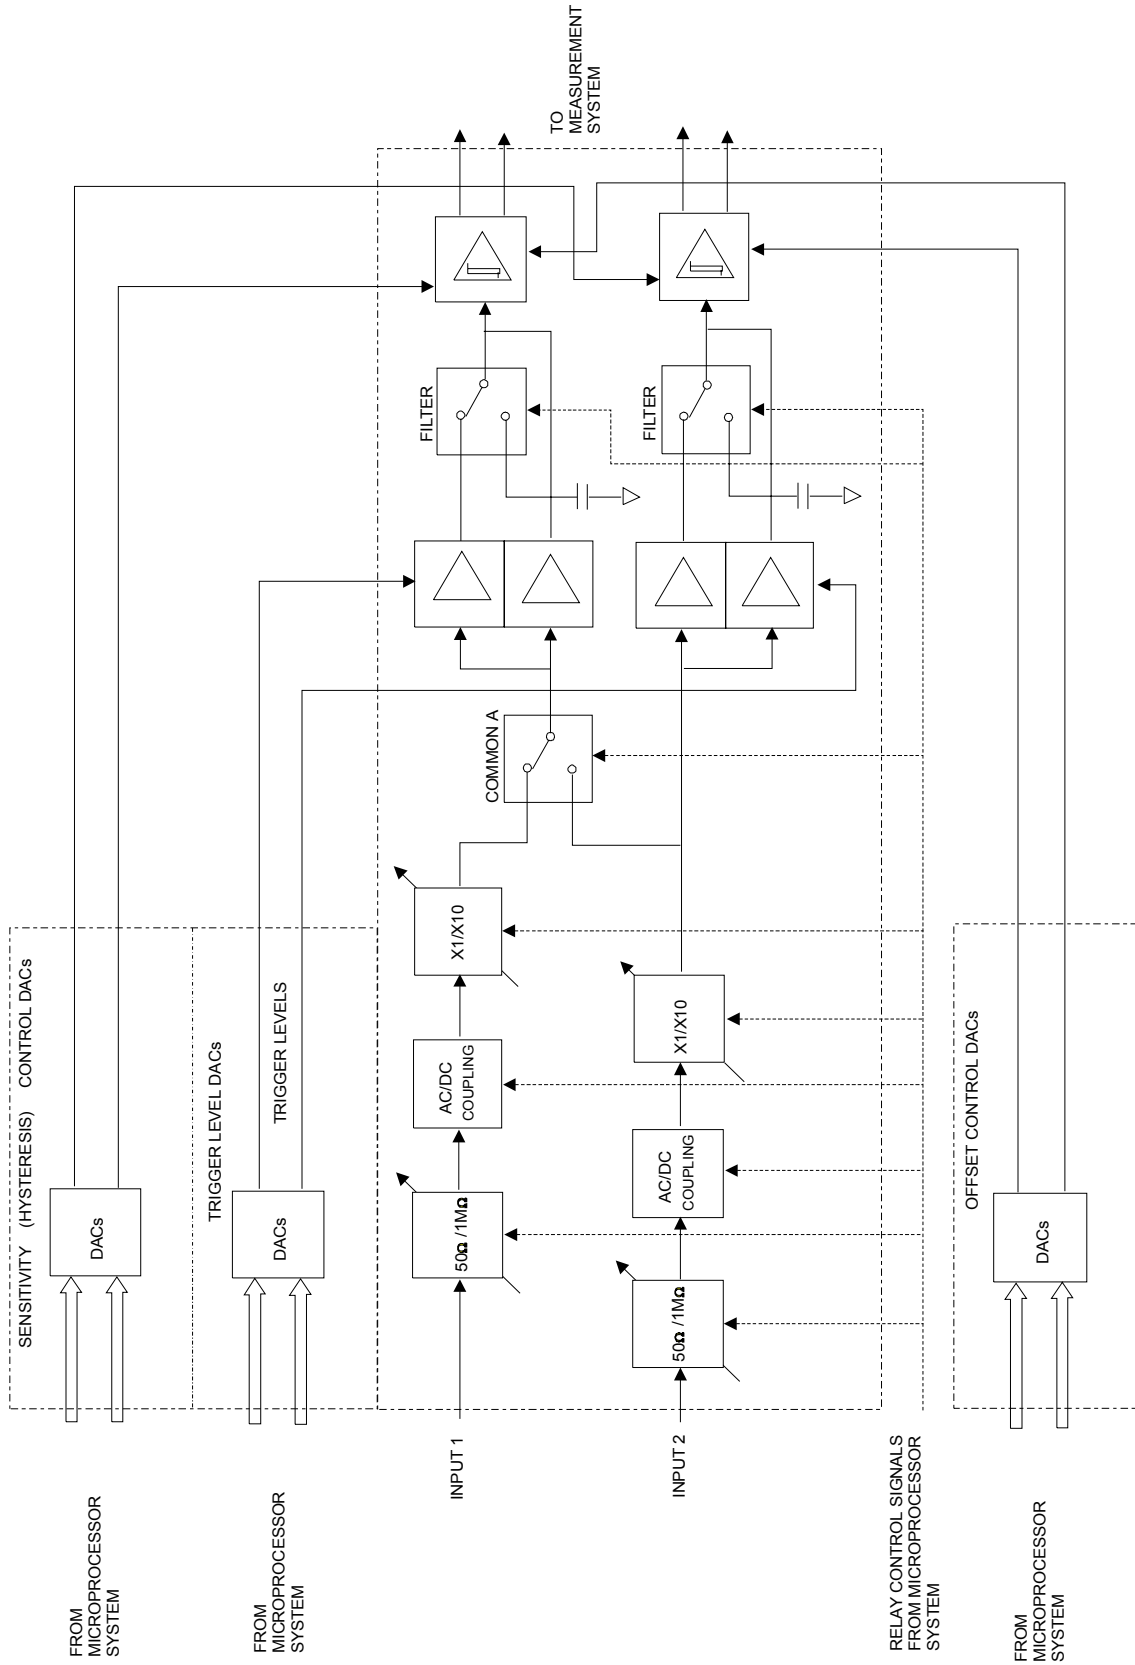 FROM
MICROPROCESSOR
SYSTEM
SENSITIVITY (HYSTERESIS) CONTROL DACs
DACs
FROM
MICROPROCESSOR
SYSTEM
TRIGGER LEVEL DACs
DACs
TRIGGER LEVELS
INPUT 1
50Ω /1MΩ
AC/DC
COUPLING
X1/X10
COMMON A
FILTER
INPUT 2
50Ω /1MΩ
AC/DC
COUPLING
X1/X10
FILTER
TO
MEASUREMENT
SYSTEM
RELAY CONTROL SIGNALS
FROM MICROPROCESSOR
SYSTEM
OFFSET CONTROL DACs
DACs
FROM
MICROPROCESSOR
SYSTEM